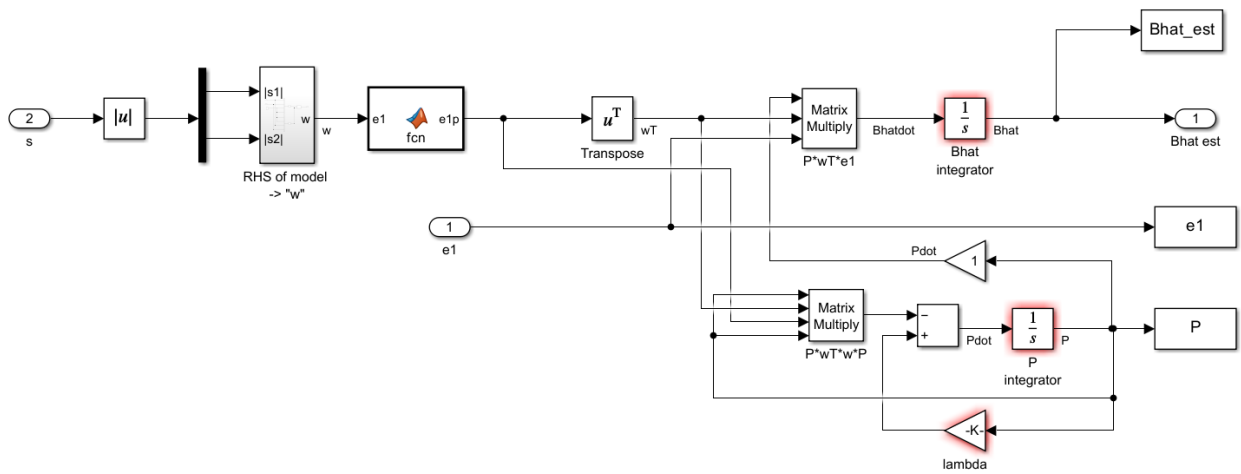 Bhat_est
2
s
|u|
|s1|
|s2|
w
w
RHS of model
-> "w"
e1
fcn
e1p
uT
wT
Transpose
Matrix
Multiply
P*wT*e1
Bhatdot
1
s
Bhat
Bhat
integrator
1
Bhat est
1
e1
e1
Pdot
1
Matrix
Multiply
P*wT*w*P
−
+
Pdot
1
s
P
P
integrator
P
-K-
lambda